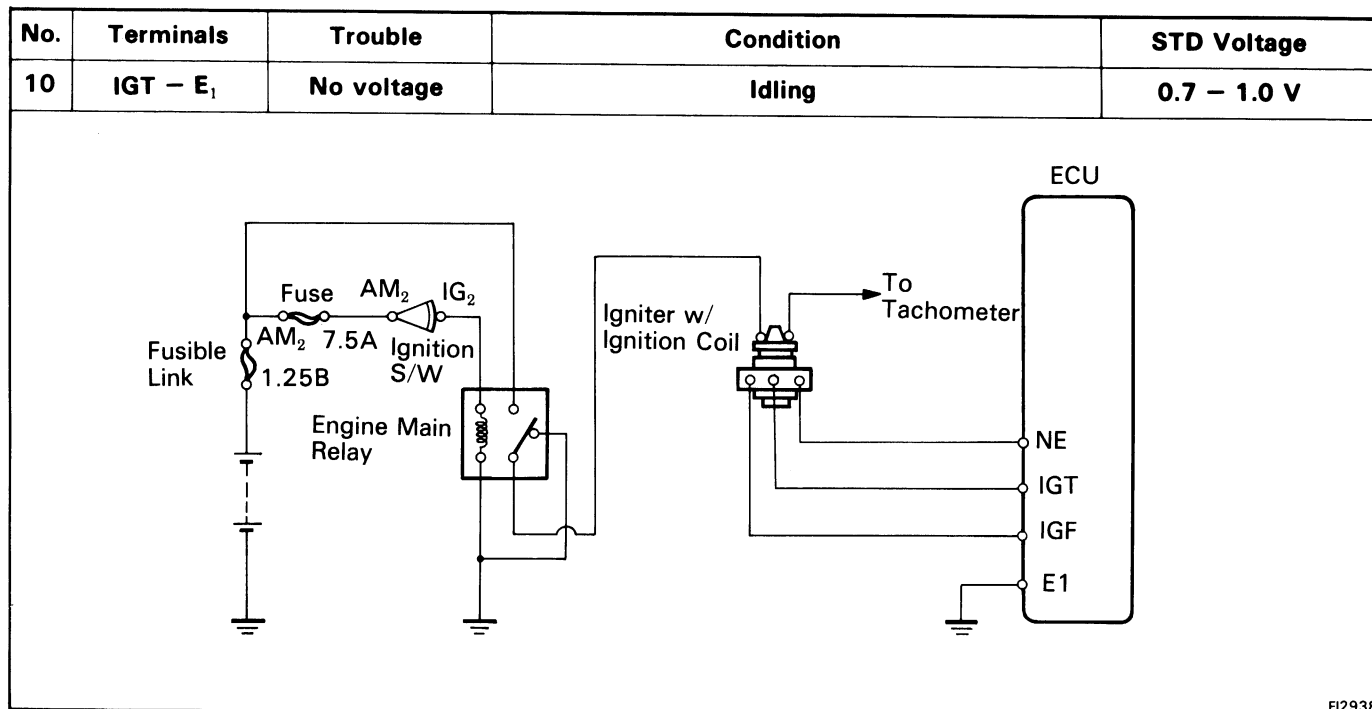 No. Terminals Trouble Condition STD Voltage
10 IGT – E₁ No voltage Idling 0.7 – 1.0 V
ECU
Fuse AM₂ IG₂
AM₂ 7.5A Ignition
S/W
Fusible
Link
1.25B
Engine Main
Relay
Igniter w/
Ignition Coil
To
Tachometer
NE
IGT
IGF
E1